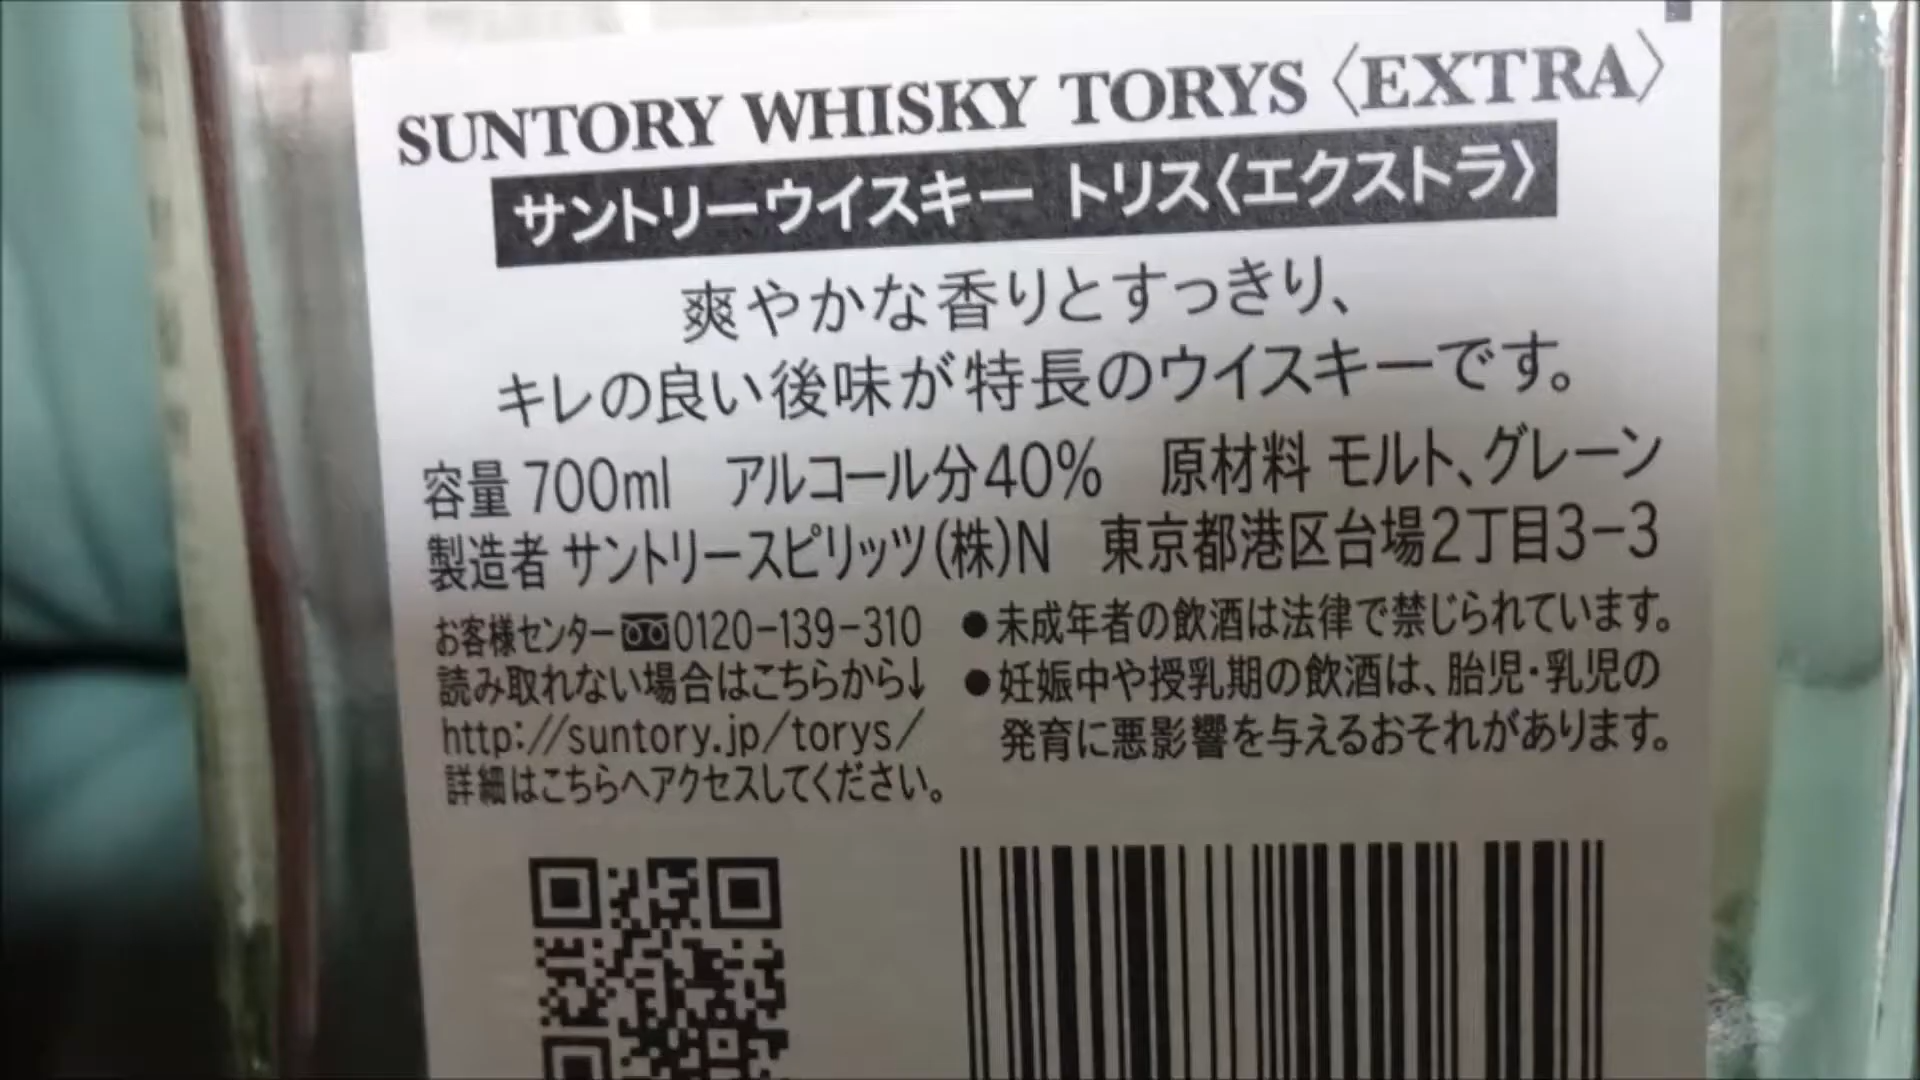 SUNTORY WHISKY TORYS〈EXTRA〉
サントリーウイスキー トリス〈エクストラ〉
爽やかな香りとすっきり、
キレの良い後味が特長のウイスキーです。
容量 700ml アルコール分40% 原材料 モルト、グレーン
製造者 サントリースピリッツ(株)N 東京都港区台場2丁目3-3
お客様センター 0120-139-310
読み取れない場合はこちらから↓
http://suntory.jp/torys/
詳細はこちらへアクセスしてください。
●未成年者の飲酒は法律で禁じられています。
●妊娠中や授乳期の飲酒は、胎児・乳児の
発育に悪影響を与えるおそれがあります。